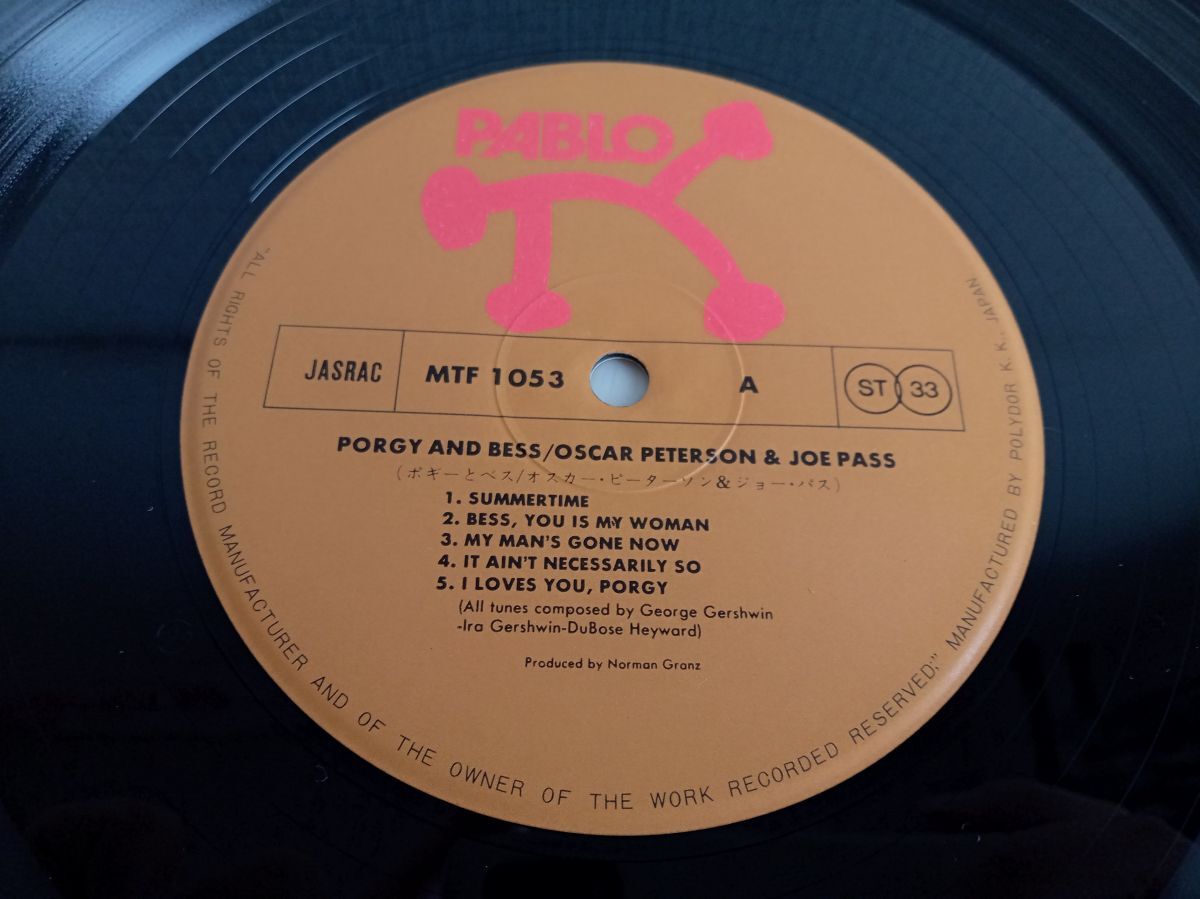 PABLO
JASRAC
MTF 1053
A
ST 33
PORGY AND BESS/OSCAR PETERSON & JOE PASS
(ポギーとベス/オスカー・ピーターソン&ジョー・パス)
1. SUMMERTIME
2. BESS, YOU IS MY WOMAN
3. MY MAN'S GONE NOW
4. IT AIN'T NECESSARILY SO
5. I LOVES YOU, PORGY
(All tunes composed by George Gershwin
-Ira Gershwin-DuBose Heyward)
Produced by Norman Granz
"ALL RIGHTS OF THE RECORD MANUFACTURER AND OF THE OWNER OF THE WORK RECORDED RESERVED;" MANUFACTURED BY POLYDOR K. K., JAPAN